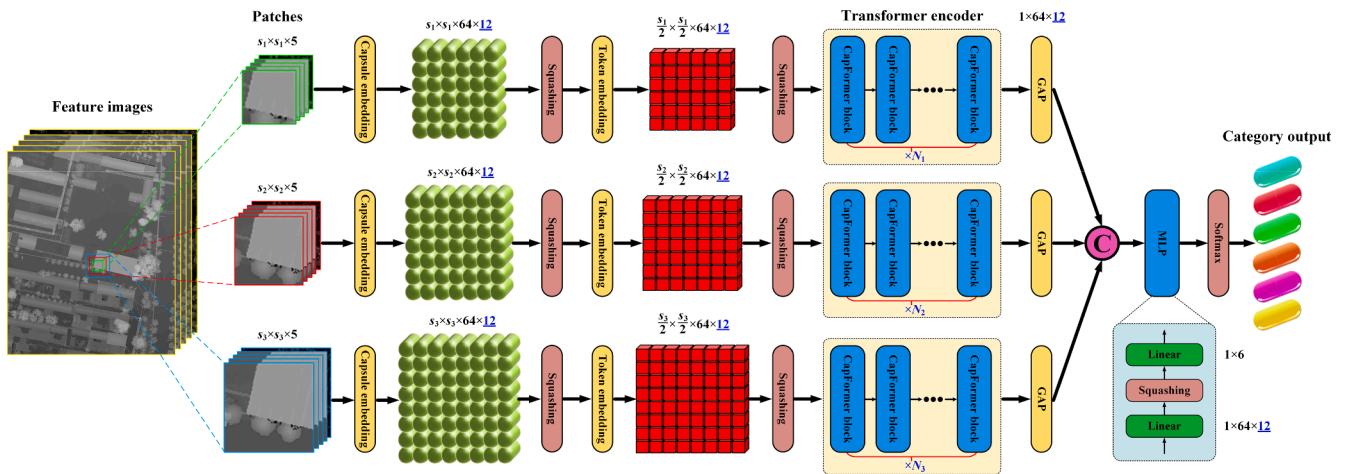 Feature images
Patches
s₁×s₁×5
Capsule embedding
s₁×s₁×64×12
Squashing
Token embedding
s₁/2 × s₁/2 ×64×12
Squashing
Transformer encoder
CapFormer block
CapFormer block
CapFormer block
×N₁
1×64×12
GAP
s₂×s₂×5
Capsule embedding
s₂×s₂×64×12
Squashing
Token embedding
s₂/2 × s₂/2 ×64×12
Squashing
CapFormer block
CapFormer block
CapFormer block
×N₂
GAP
s₃×s₃×5
Capsule embedding
s₃×s₃×64×12
Squashing
Token embedding
s₃/2 × s₃/2 ×64×12
Squashing
CapFormer block
CapFormer block
CapFormer block
×N₃
GAP
C
MLP
Softmax
Category output
Linear
1×6
Squashing
Linear
1×64×12